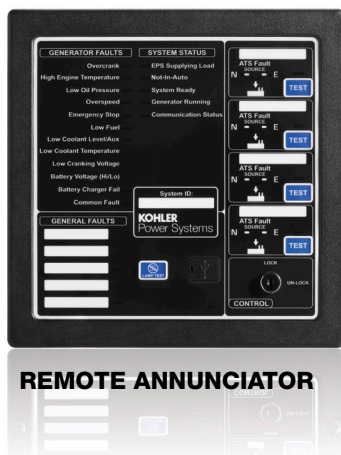 GENERATOR FAULTS
Overcrank
High Engine Temperature
Low Oil Pressure
Overspeed
Emergency Stop
Low Fuel
Low Coolant Level/Aux
Low Coolant Temperature
Low Cranking Voltage
Battery Voltage (Hi/Lo)
Battery Charger Fail
Common Fault
SYSTEM STATUS
EPS Supplying Load
Not-In-Auto
System Ready
Generator Running
Communication Status
System ID:
KOHLER
Power Systems
GENERAL FAULTS
LAMP TEST
ATS Fault
SOURCE
N E
TEST
ATS Fault
SOURCE
N E
TEST
ATS Fault
SOURCE
N E
TEST
ATS Fault
SOURCE
N E
TEST
LOCK
UN-LOCK
CONTROL
REMOTE ANNUNCIATOR